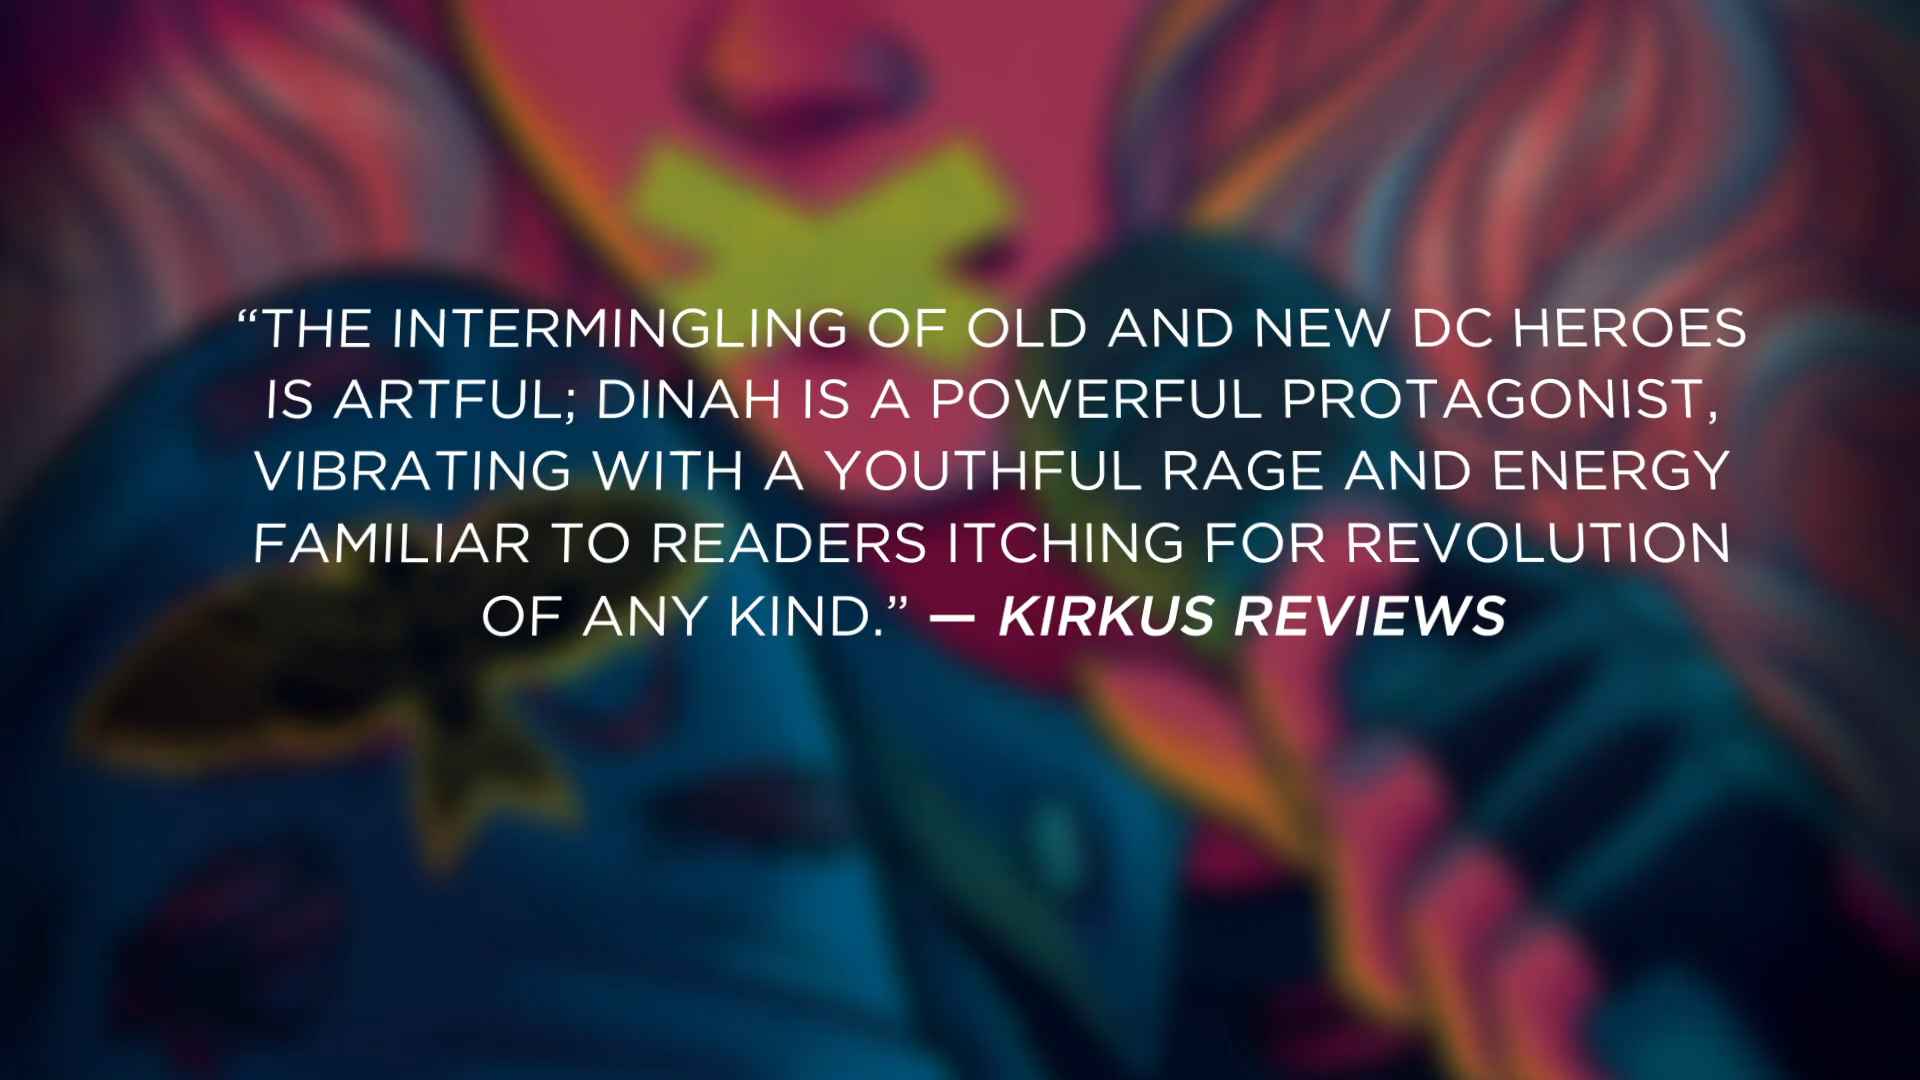 “THE INTERMINGLING OF OLD AND NEW DC HEROES
IS ARTFUL; DINAH IS A POWERFUL PROTAGONIST,
VIBRATING WITH A YOUTHFUL RAGE AND ENERGY
FAMILIAR TO READERS ITCHING FOR REVOLUTION
OF ANY KIND.” — KIRKUS REVIEWS